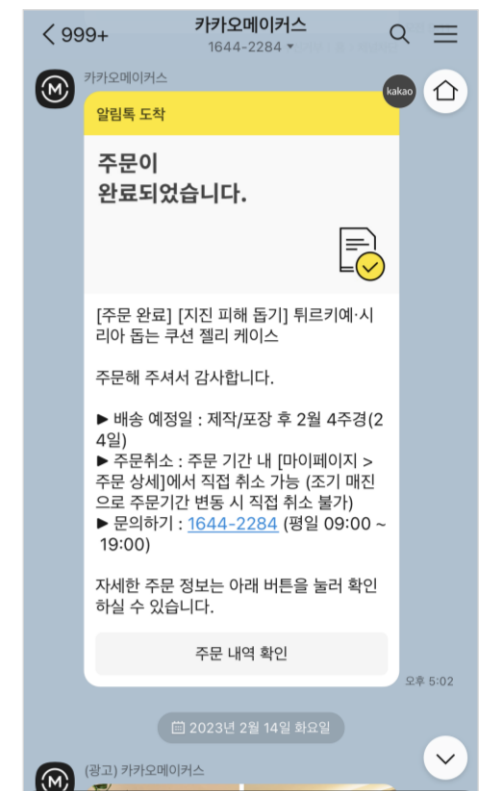 999+
카카오메이커스
1644-2284
카카오메이커스
kakao
알림톡 도착
주문이
완료되었습니다.
[주문 완료] [지진 피해 돕기] 튀르키예·시
리아 돕는 쿠션 젤리 케이스
주문해 주셔서 감사합니다.
▶ 배송 예정일 : 제작/포장 후 2월 4주경(2
4일)
▶ 주문취소 : 주문 기간 내 [마이페이지 >
주문 상세]에서 직접 취소 가능 (조기 매진
으로 주문기간 변동 시 직접 취소 불가)
▶ 문의하기 : 1644-2284 (평일 09:00 ~
19:00)
자세한 주문 정보는 아래 버튼을 눌러 확인
하실 수 있습니다.
주문 내역 확인
오후 5:02
2023년 2월 14일 화요일
(광고) 카카오메이커스